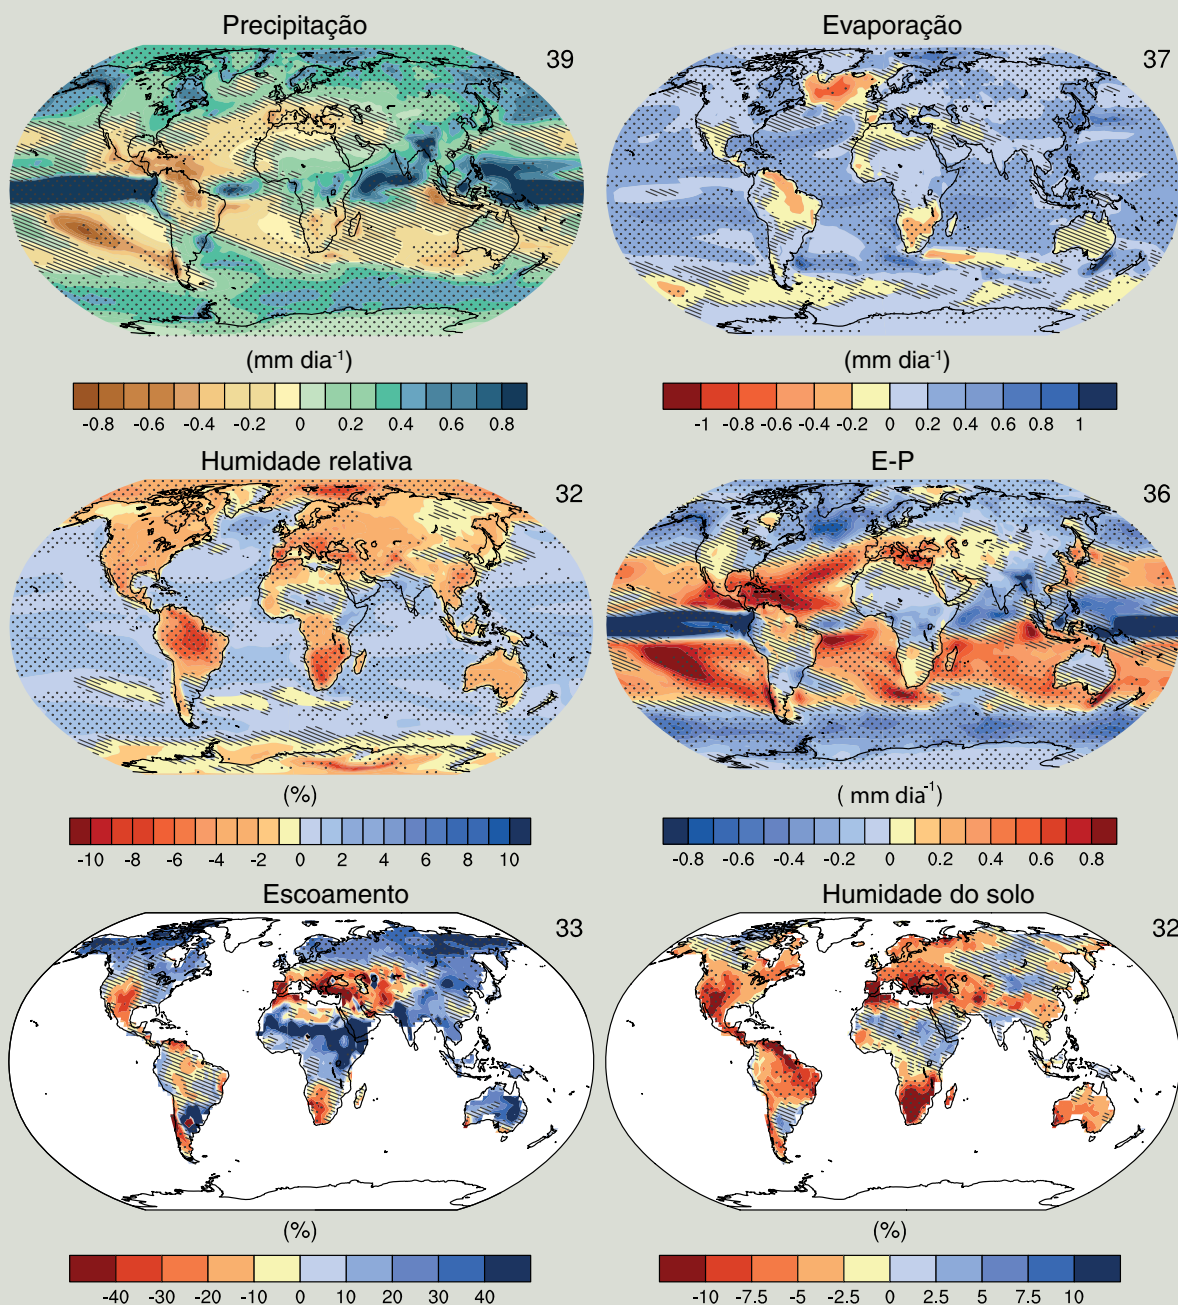 Precipitação
39
(mm dia⁻¹)
-0.8 -0.6 -0.4 -0.2 0 0.2 0.4 0.6 0.8
Evaporação
37
(mm dia⁻¹)
-1 -0.8 -0.6 -0.4 -0.2 0 0.2 0.4 0.6 0.8 1
Humidade relativa
32
(%)
-10 -8 -6 -4 -2 0 2 4 6 8 10
E-P
36
( mm dia⁻¹)
-0.8 -0.6 -0.4 -0.2 0 0.2 0.4 0.6 0.8
Escoamento
33
(%)
-40 -30 -20 -10 0 10 20 30 40
Humidade do solo
32
(%)
-10 -7.5 -5 -2.5 0 2.5 5 7.5 10